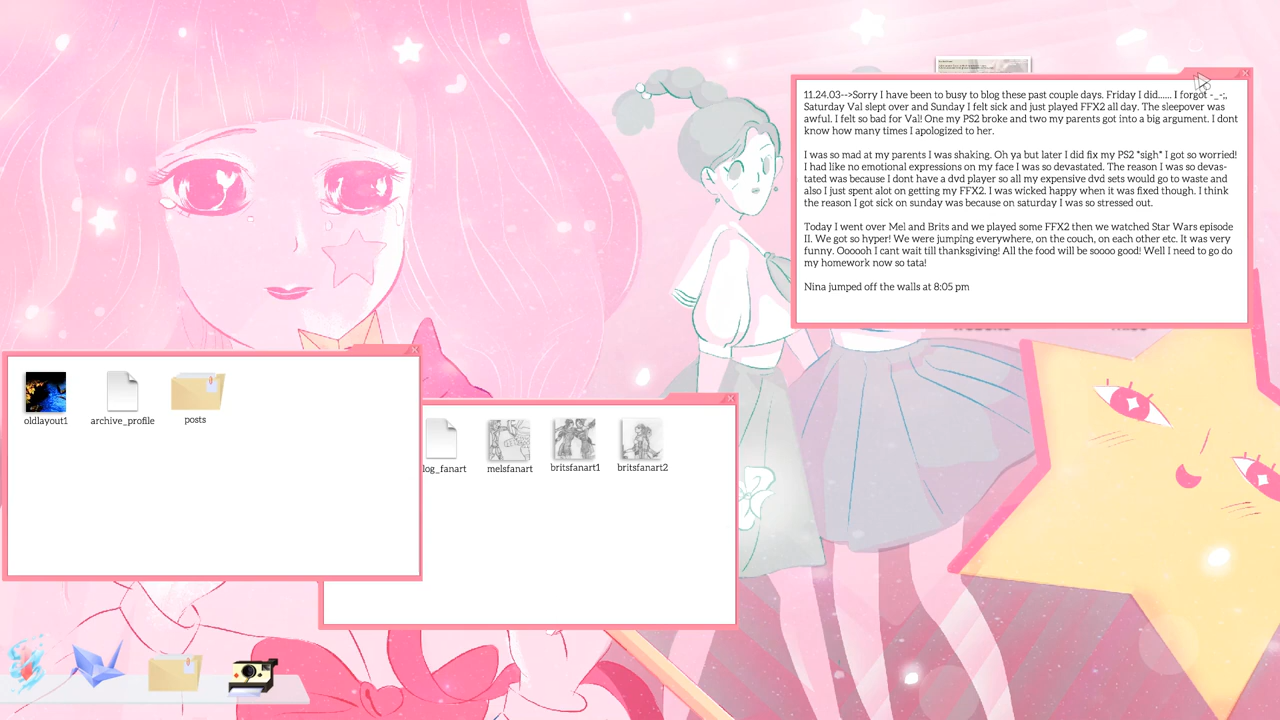 11.24.03-->Sorry I have been to busy to blog these past couple days. Friday I did...... I forgot -_-;.
Saturday Val slept over and Sunday I felt sick and just played FFX2 all day. The sleepover was
awful. I felt so bad for Val! One my PS2 broke and two my parents got into a big argument. I dont
know how many times I apologized to her.
I was so mad at my parents I was shaking. Oh ya but later I did fix my PS2 *sigh* I got so worried!
I had like no emotional expressions on my face I was so devastated. The reason I was so devas-
tated was because I dont have a dvd player so all my expensive dvd sets would go to waste and
also I just spent alot on getting my FFX2. I was wicked happy when it was fixed though. I think
the reason I got sick on sunday was because on saturday I was so stressed out.
Today I went over Mel and Brits and we played some FFX2 then we watched Star Wars episode
II. We got so hyper! We were jumping everywhere, on the couch, on each other etc. It was very
funny. Oooooh I cant wait till thanksgiving! All the food will be soooo good! Well I need to go do
my homework now so tata!
Nina jumped off the walls at 8:05 pm
oldlayout1
archive_profile
posts
log_fanart
melsfanart
britsfanart1
britsfanart2